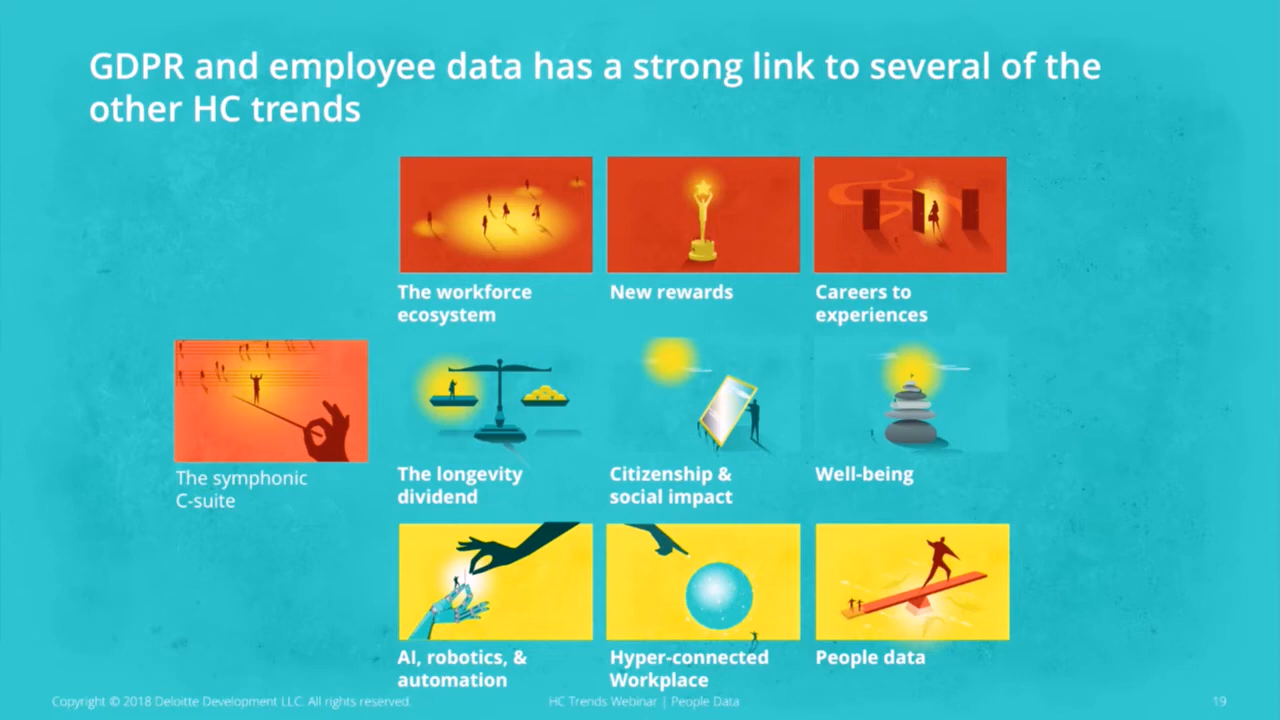 GDPR and employee data has a strong link to several of the
other HC trends
The workforce
ecosystem
New rewards
Careers to
experiences
The symphonic
C-suite
The longevity
dividend
Citizenship &
social impact
Well-being
AI, robotics, &
automation
Hyper-connected
Workplace
People data
Copyright © 2018 Deloitte Development LLC. All rights reserved.
HC Trends Webinar | People Data
19